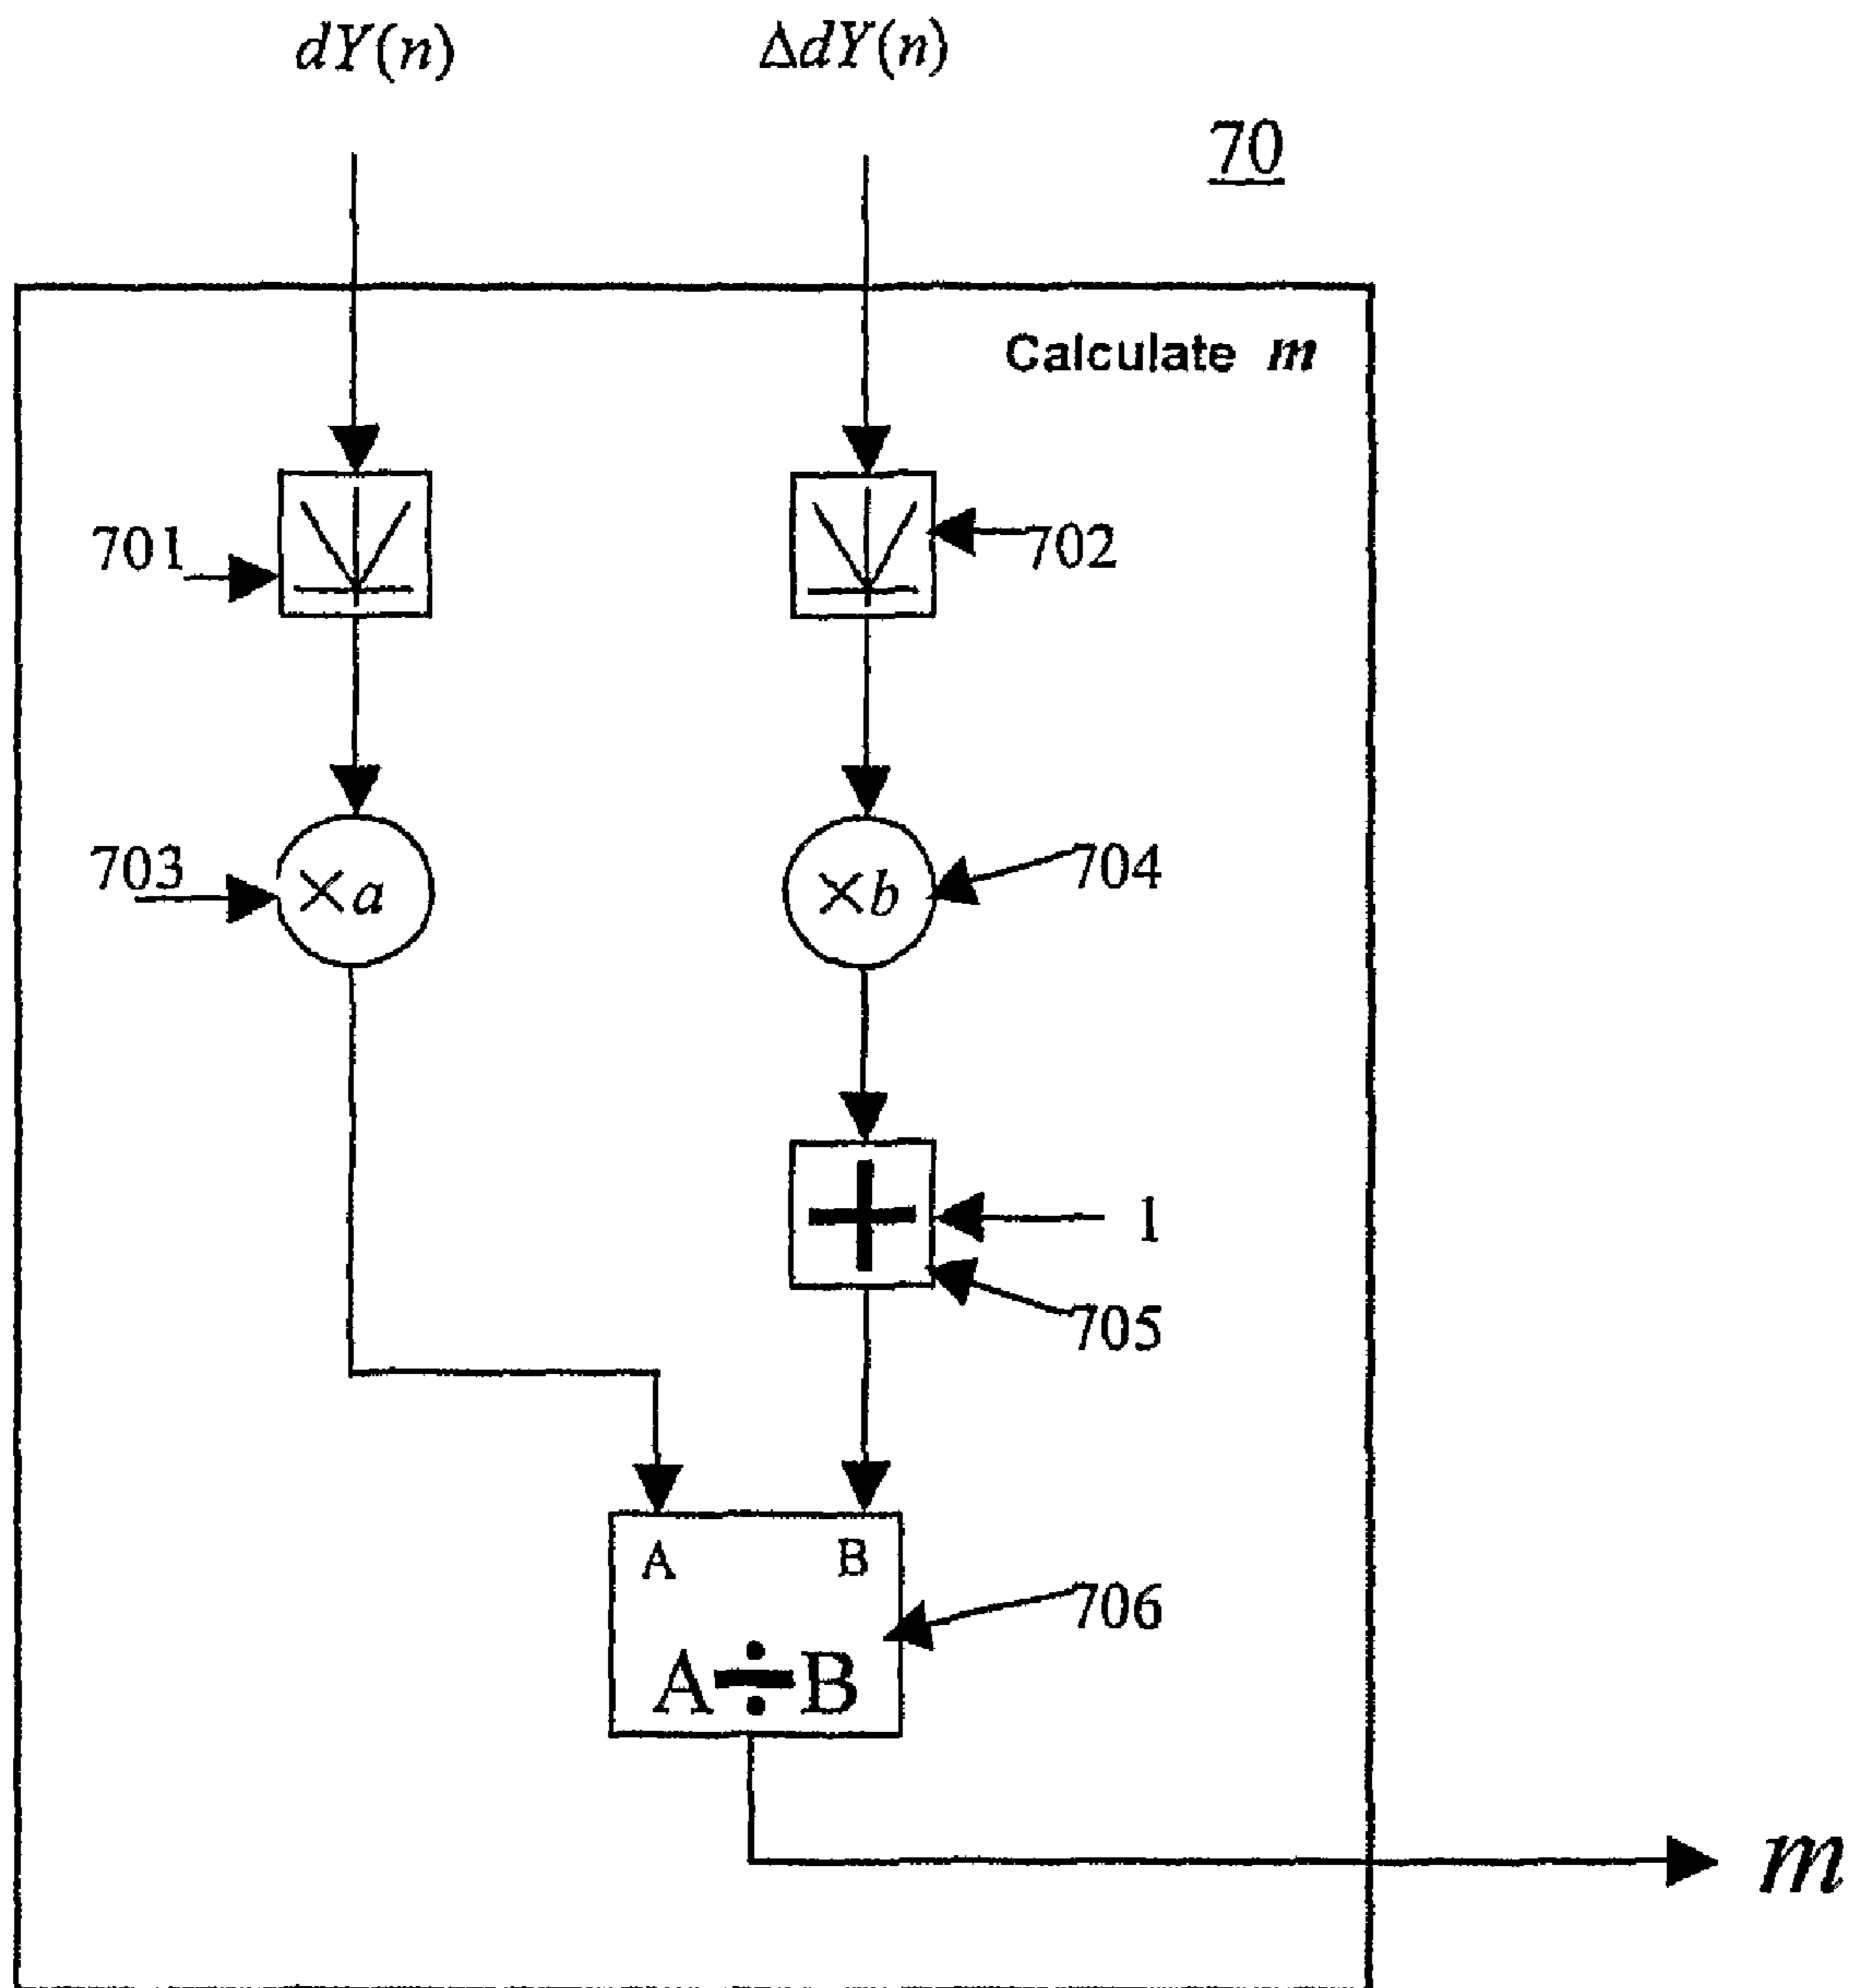 dY(n) ΔdY(n)
70
Calculate m
701
702
703
×a
×b
704
+
1
705
A B
706
A÷B
m